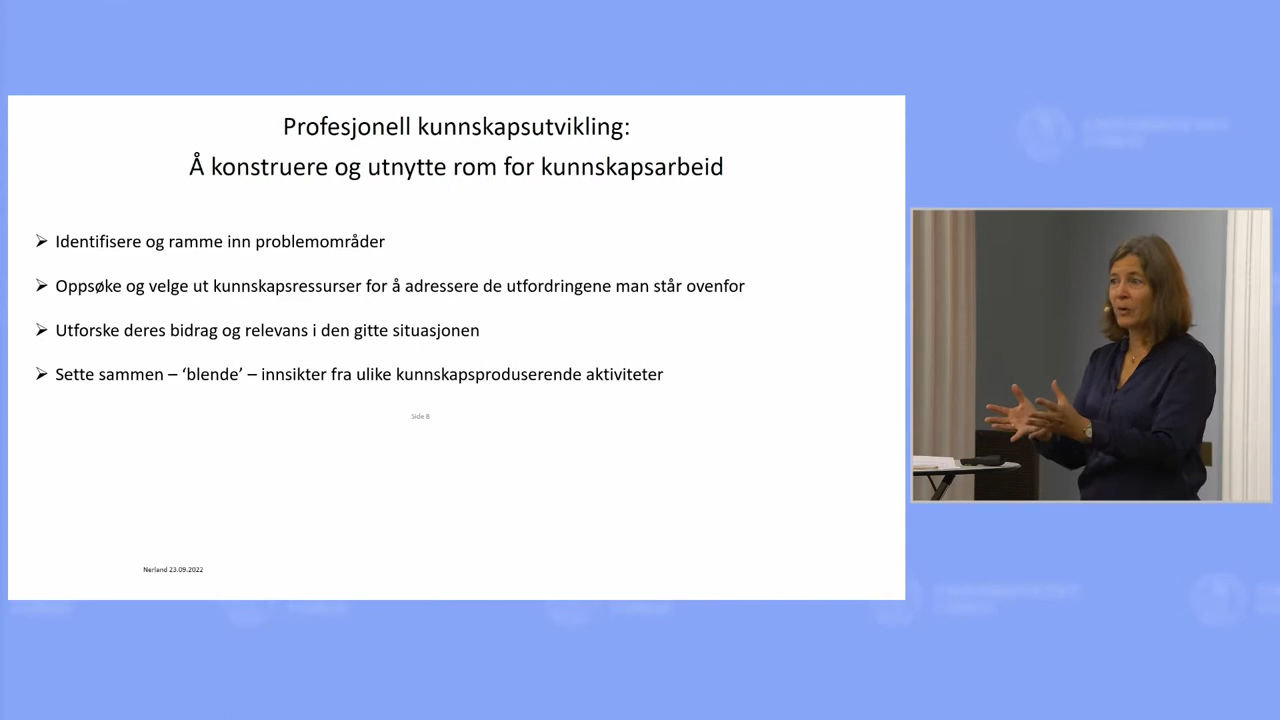 Profesjonell kunnskapsutvikling:
Å konstruere og utnytte rom for kunnskapsarbeid
⮚ Identifisere og ramme inn problemområder
⮚ Oppsøke og velge ut kunnskapsressurser for å adressere de utfordringene man står ovenfor
⮚ Utforske deres bidrag og relevans i den gitte situasjonen
⮚ Sette sammen – ‘blende’ – innsikter fra ulike kunnskapsproduserende aktiviteter
Side 8
Nerland 23.09.2022